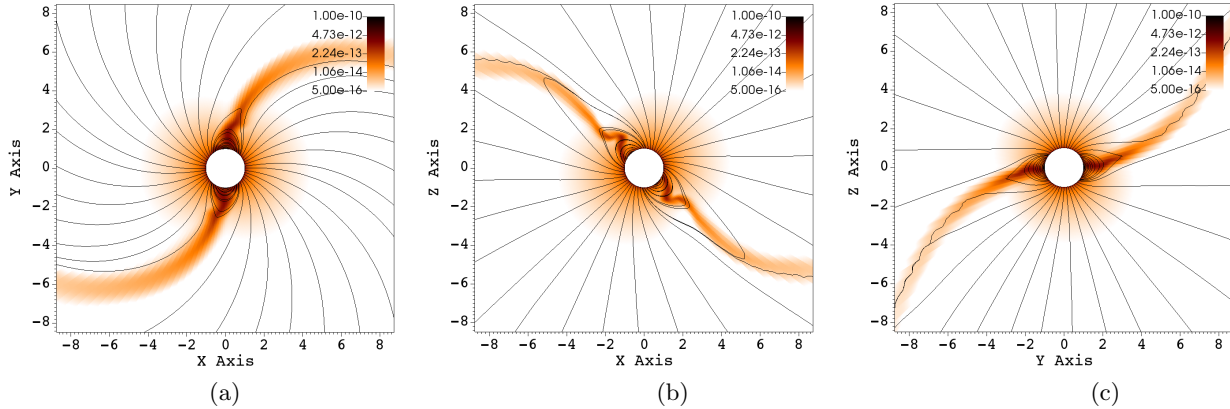 1.00e-10
4.73e-12
2.24e-13
1.06e-14
5.00e-16
8
6
4
2
0
-2
-4
-6
-8
Y Axis
-8 -6 -4 -2 0 2 4 6 8
X Axis
(a)
1.00e-10
4.73e-12
2.24e-13
1.06e-14
5.00e-16
8
6
4
2
0
-2
-4
-6
-8
Z Axis
-8 -6 -4 -2 0 2 4 6 8
X Axis
(b)
1.00e-10
4.73e-12
2.24e-13
1.06e-14
5.00e-16
8
6
4
2
0
-2
-4
-6
-8
Z Axis
-8 -6 -4 -2 0 2 4 6 8
Y Axis
(c)